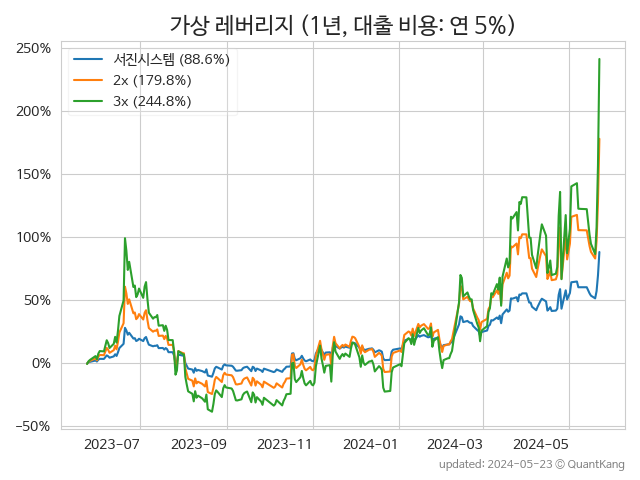 가상 레버리지 (1년, 대출 비용: 연 5%)
서진시스템 (88.6%)
2x (179.8%)
3x (244.8%)
250%
200%
150%
100%
50%
0%
−50%
2023-07 2023-09 2023-11 2024-01 2024-03 2024-05
updated: 2024-05-23 © QuantKang